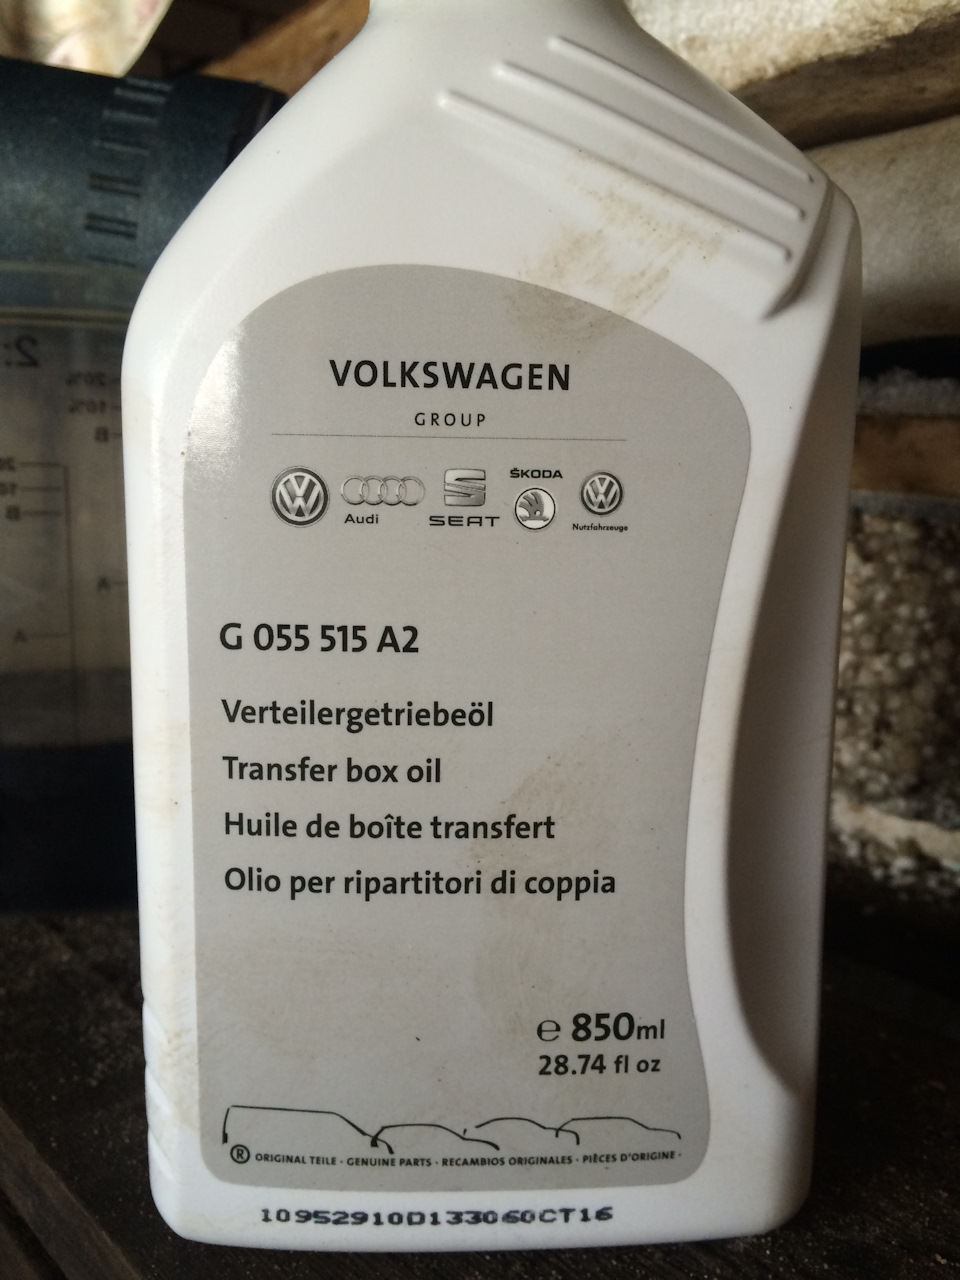 VOLKSWAGEN
GROUP
Audi SEAT ŠKODA Nutzfahrzeuge
G 055 515 A2
Verteilergetriebeöl
Transfer box oil
Huile de boîte transfert
Olio per ripartitori di coppia
℮ 850ml
28.74 fl oz
® ORIGINAL TEILE · GENUINE PARTS · RECAMBIOS ORIGINALES · PIÈCES D'ORIGINE ·
10952910D133060CT16